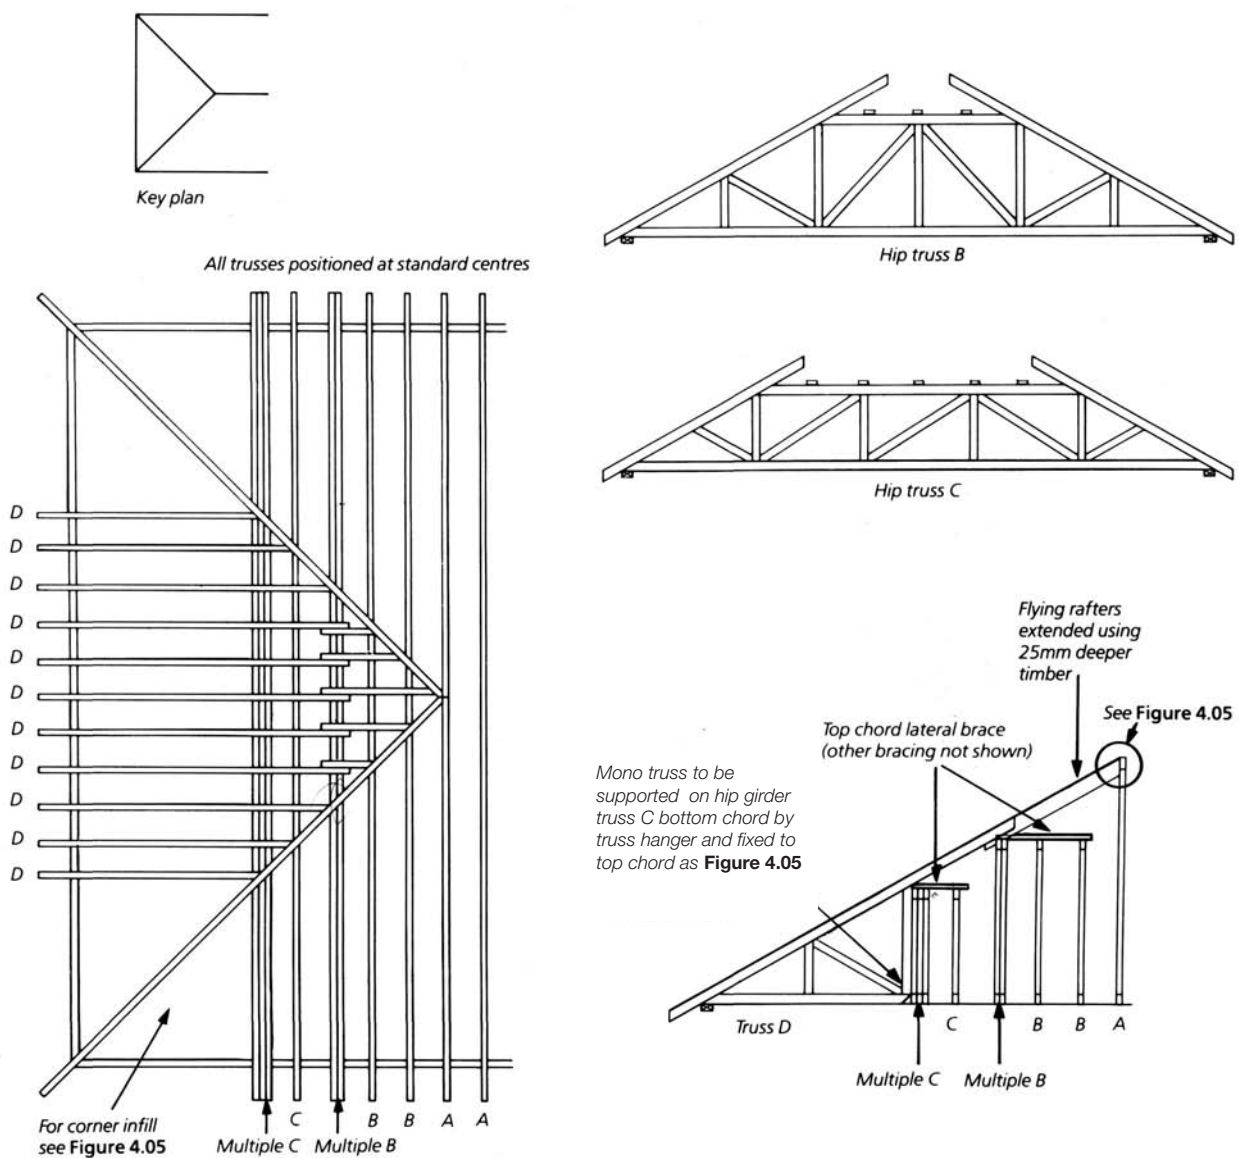 Key plan
All trusses positioned at standard centres
D
D
D
D
D
D
D
D
D
D
D
For corner infill
see Figure 4.05
Multiple C
C
Multiple B
B
B
A
A
Hip truss B
Hip truss C
Flying rafters
extended using
25mm deeper
timber
See Figure 4.05
Top chord lateral brace
(other bracing not shown)
Mono truss to be
supported on hip girder
truss C bottom chord by
truss hanger and fixed to
top chord as Figure 4.05
Truss D
C
B
B
A
Multiple C
Multiple B